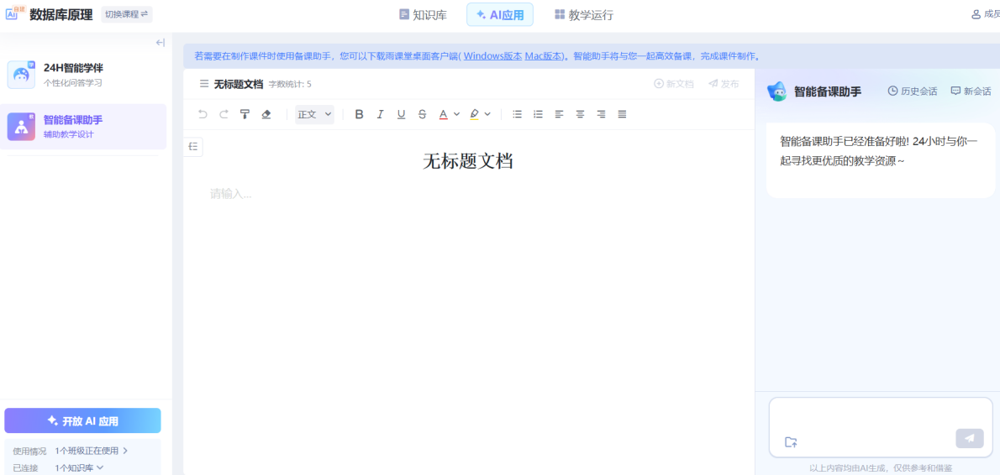 AI 自建 数据库原理 切换课程 知识库 AI应用 教学运行 成员
24H智能学伴
个性化问答学习
智能备课助手
辅助教学设计
开放 AI 应用
使用情况 1个班级正在使用
已连接 1个知识库
若需要在制作课件时使用备课助手，您可以下载雨课堂桌面客户端( Windows版本 Mac版本)。智能助手将与您一起高效备课，完成课件制作。
无标题文档 字数统计: 5 新文档 发布
正文 B I U S A
无标题文档
请输入...
智能备课助手 历史会话 新会话
智能备课助手已经准备好啦! 24小时与你一
起寻找更优质的教学资源～
以上内容均由AI生成，仅供参考和借鉴